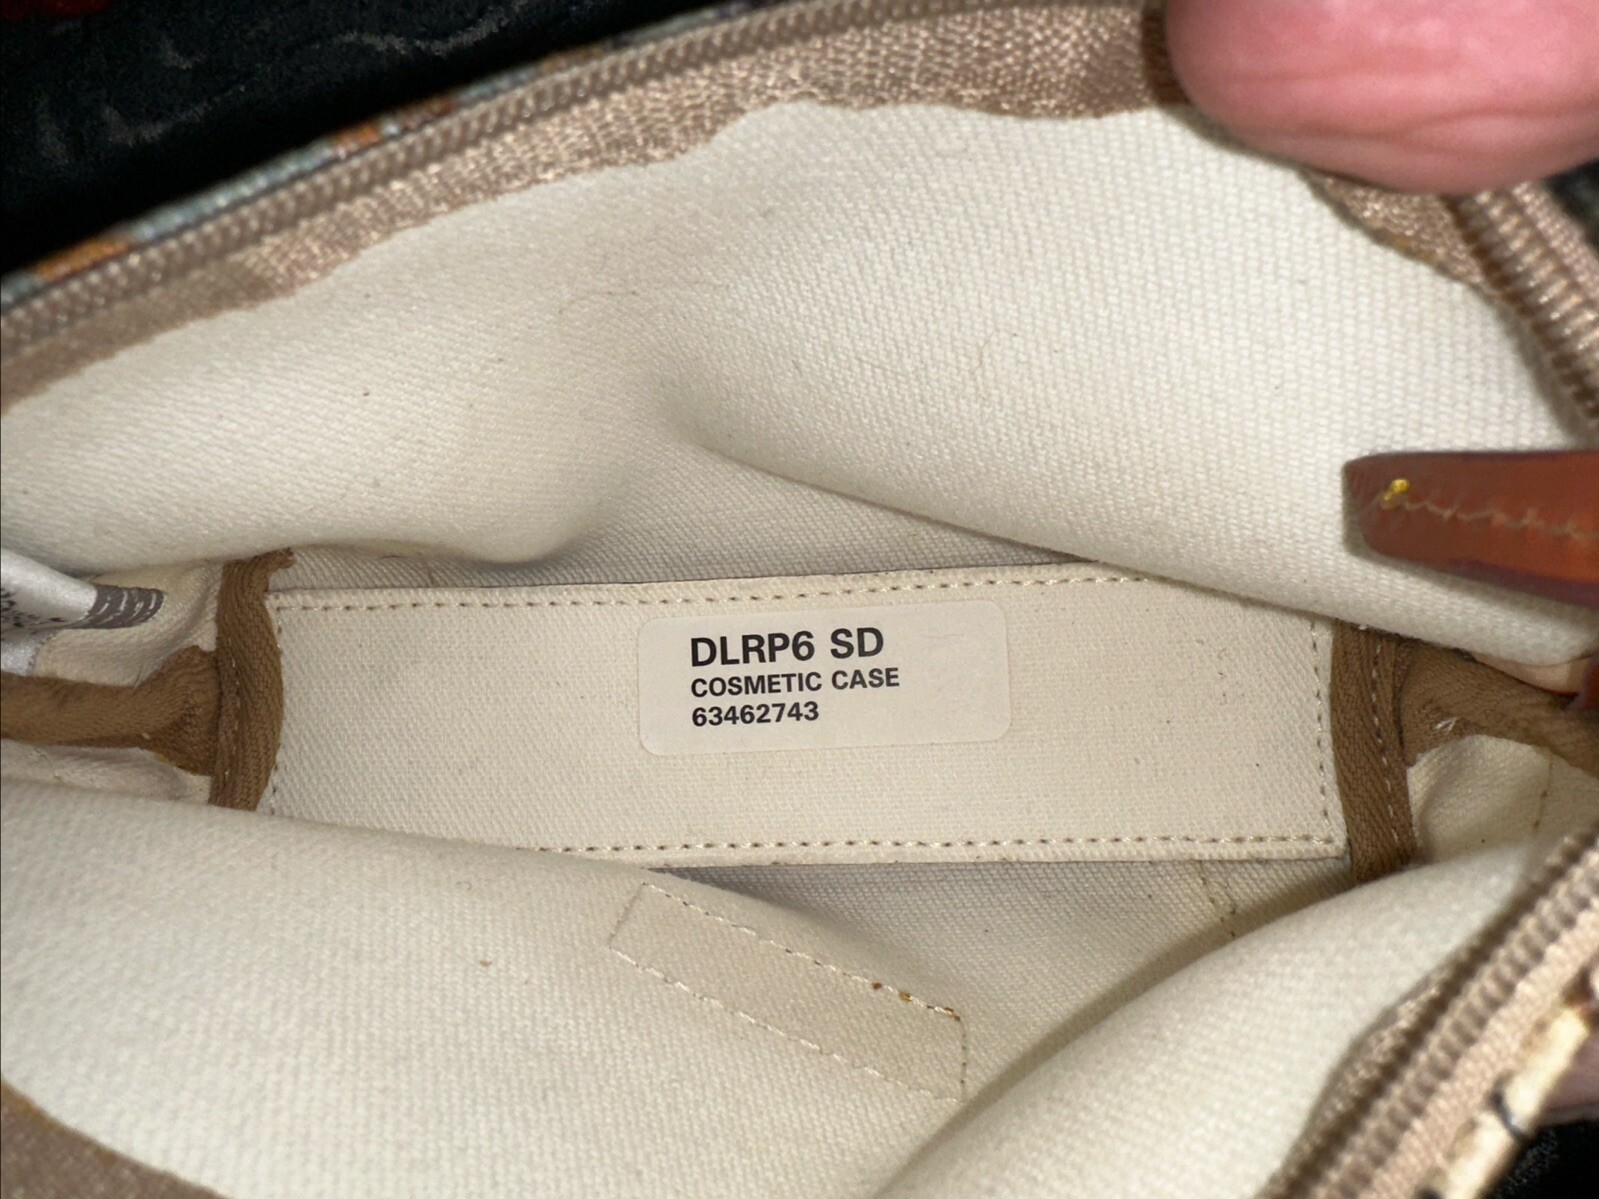 DLRP6 SD
COSMETIC CASE
63462743